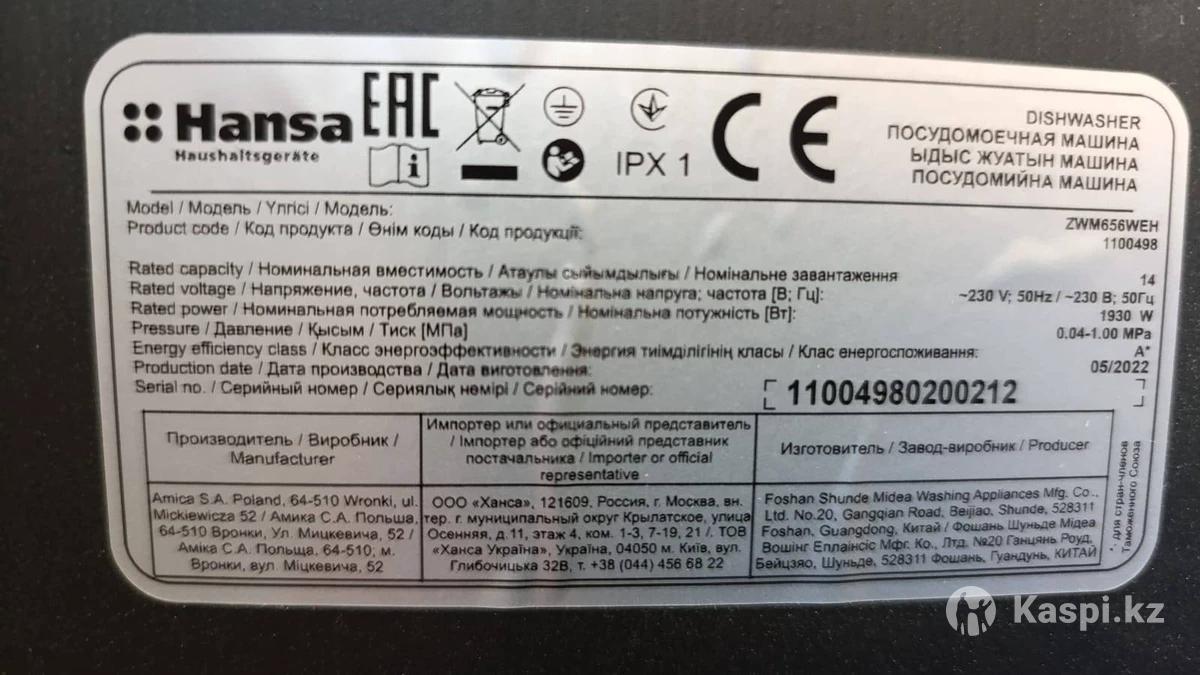 Hansa
Haushaltsgeräte
EAC
i
IPX 1
CE
DISHWASHER
ПОСУДОМОЕЧНАЯ МАШИНА
ЫДЫС ЖУАТЫН МАШИНА
ПОСУДОМИЙНА МАШИНА
Model / Модель / Yлгici / Модель: ZWM656WEH
Product code / Код продукта / Өнім коды / Код продукції: 1100498
Rated capacity / Номинальная вместимость / Атаулы сыйымдылығы / Номінальне завантаження 14
Rated voltage / Напряжение, частота / Вольтажы / Номінальна напруга; частота [В; Гц]: ~230 V; 50Hz / ~230 В; 50Гц
Rated power / Номинальная потребляемая мощность / Номінальна потужність [Вт]: 1930 W
Pressure / Давление / Қысым / Тиск [МПа] 0.04-1.00 MPa
Energy efficiency class / Класс энергоэффективности / Энергия тиімділігінің класы / Клас енергоспоживання: A*
Production date / Дата производства / Дата виготовлення: 05/2022
Serial no. / Серийный номер / Сериялық немірі / Серійний номер: 11004980200212
Производитель / Виробник /
Manufacturer
Импортер или официальный представитель
/ Імпортер або офіційний представник
постачальника / Importer or official
representative
Изготовитель / Завод-виробник / Producer
Amica S.A. Poland, 64-510 Wronki, ul.
Mickiewicza 52 / Амика С.А. Польша,
64-510 Вронки, Ул. Мицкевича, 52 /
Аміка С.А. Польща, 64-510; м.
Вронки, вул. Міцкевича, 52
ООО «Ханса», 121609, Россия, г. Москва, вн.
тер. г. муниципальный округ Крылатское, улица
Осенняя, д.11, этаж 4, ком. 1-3, 7-19, 21 /. ТОВ
«Ханса Україна», Україна, 04050 м. Київ, вул.
Глибочицька 32В, т. +38 (044) 456 68 22
Foshan Shunde Midea Washing Appliances Mfg. Co.,
Ltd. No.20, Gangqian Road, Beijiao, Shunde, 528311
Foshan, Guangdong, Китай / Фошань Шуньде Мідеа
Вошінг Епплаінсіс Мфг. Ко., Лтд. №20 Ганцянь Роуд,
Бейцзяо, Шуньде, 528311 Фошань, Гуандунь, КИТАЙ
*. для стран-членов
Таможенного Союза
Kaspi.kz